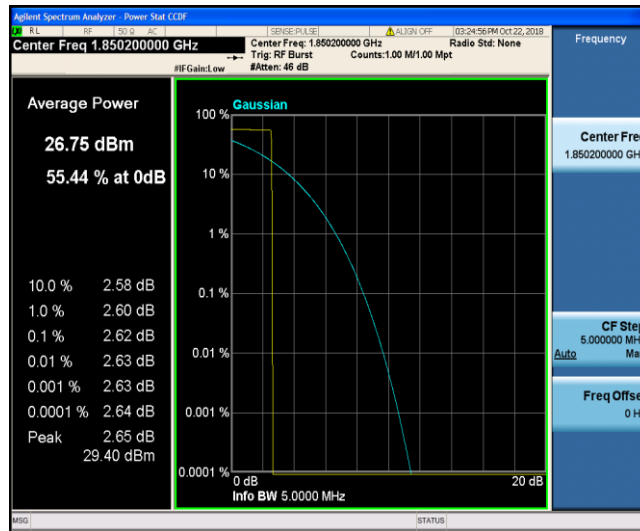 Agilent Spectrum Analyzer - Power Stat CCDF
RL RF 50 Ω AC SENSE:PULSE ALIGN OFF 03:24:56 PM Oct 22, 2018
Center Freq 1.850200000 GHz
Center Freq: 1.850200000 GHz Radio Std: None
Trig: RF Burst Counts:1.00 M/1.00 Mpt
#IFGain:Low #Atten: 46 dB
Frequency
Average Power
26.75 dBm
55.44 % at 0dB
10.0 % 2.58 dB
1.0 % 2.60 dB
0.1 % 2.62 dB
0.01 % 2.63 dB
0.001 % 2.63 dB
0.0001 % 2.64 dB
Peak 2.65 dB
29.40 dBm
Gaussian
100 %
10 %
1 %
0.1 %
0.01 %
0.001 %
0.0001 %
0 dB 20 dB
Info BW 5.0000 MHz
Center Fre
1.850200000 GH
CF Step
5.000000 MH
Auto Ma
Freq Offse
0 H
MSG STATUS